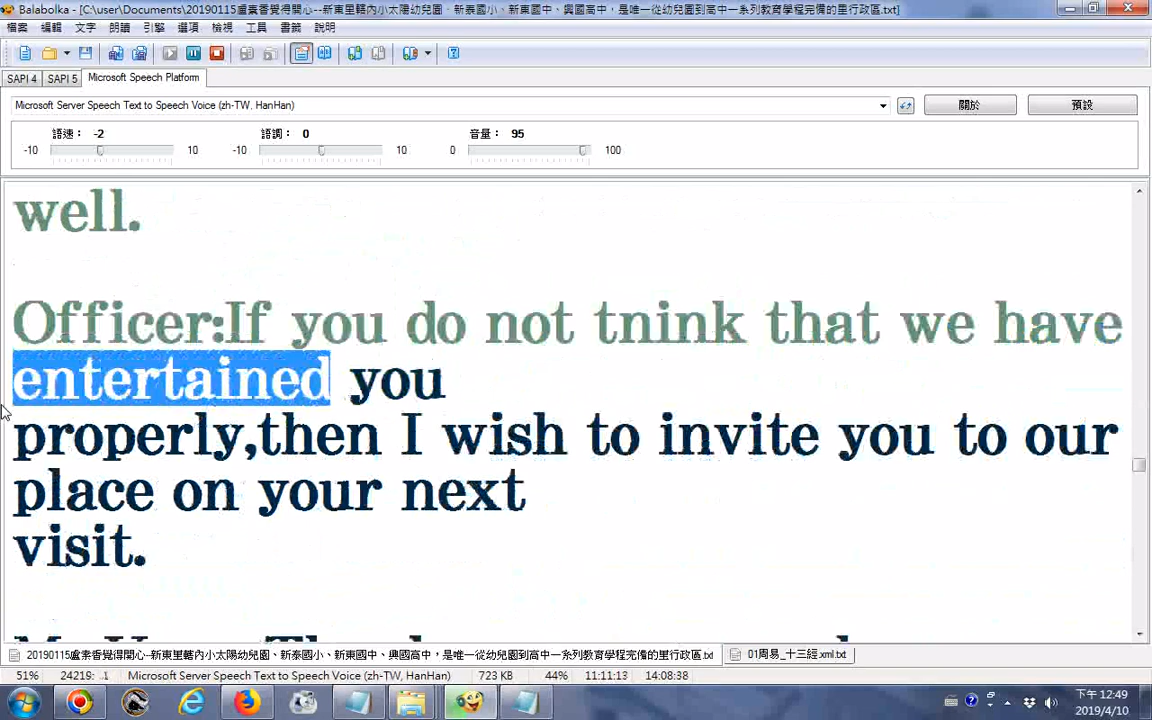 Balabolka - [C:\user\Documents\20190115盧素香覺得開心--新東里轄內小太陽幼兒園、新泰國小、新東國中、興國高中，是唯一從幼兒園到高中一系列教育學程完備的里行政區.txt]
檔案 編輯 文字 朗讀 引擎 選項 檢視 工具 書籤 說明
SAPI 4 SAPI 5 Microsoft Speech Platform
Microsoft Server Speech Text to Speech Voice (zh-TW, HanHan) 關於 預設
語速： -2 語調： 0 音量： 95
-10 10 -10 10 0 100
well.
Officer:If you do not tnink that we have
entertained you
properly,then I wish to invite you to our
place on your next
visit.
20190115盧素香覺得開心--新東里轄內小太陽幼兒園、新泰國小、新東國中、興國高中，是唯一從幼兒園到高中一系列教育學程完備的里行政區.txt 01周易_十三經.xml.txt
51% 24219: 1 Microsoft Server Speech Text to Speech Voice (zh-TW, HanHan) 723 KB 44% 11:11:13 14:08:38
下午 12:49
2019/4/10